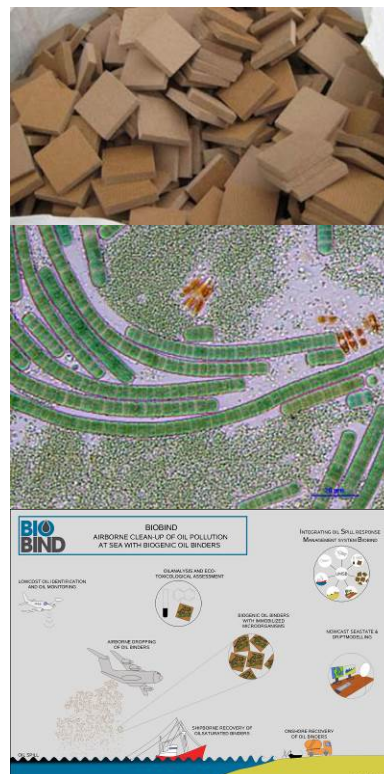 20 µm
BIO
BIND
BIOBIND
AIRBORNE CLEAN-UP OF OIL POLLUTION
AT SEA WITH BIOGENIC OIL BINDERS
INTEGRATING OIL SPILL RESPONSE
MANAGEMENT SYSTEM BIOBIND
OILANALYSIS AND ECO-
TOXICOLOGICAL ASSESSMENT
LOWCOST OILIDENTIFICATION
AND OIL MONITORING
BIOGENIC OIL BINDERS
WITH IMMOBILIZED
MICROORGANISMS
AIRBORNE DROPPING
OF OIL BINDERS
NOWCAST SEASTATE &
DRIFTMODELLING
SHIPBORNE RECOVERY OF
OILSATURATED BINDERS
ONSHORE RECOVERY
OF OIL BINDERS
OIL SPILL